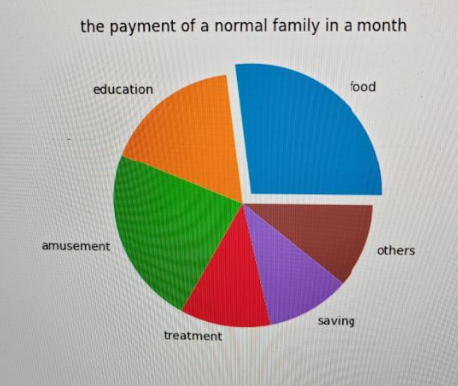 the payment of a normal family in a month
food
education
amusement
others
saving
treatment